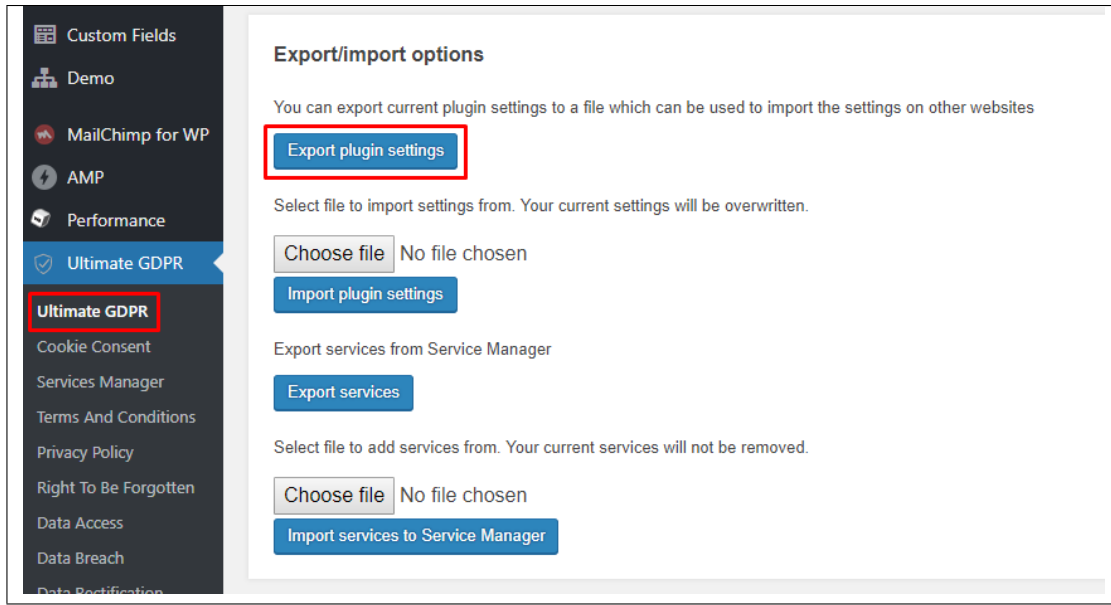 Custom Fields
Demo
MailChimp for WP
AMP
Performance
Ultimate GDPR
Ultimate GDPR
Cookie Consent
Services Manager
Terms And Conditions
Privacy Policy
Right To Be Forgotten
Data Access
Data Breach
Data Rectification
Export/import options
You can export current plugin settings to a file which can be used to import the settings on other websites
Export plugin settings
Select file to import settings from. Your current settings will be overwritten.
Choose file No file chosen
Import plugin settings
Export services from Service Manager
Export services
Select file to add services from. Your current services will not be removed.
Choose file No file chosen
Import services to Service Manager